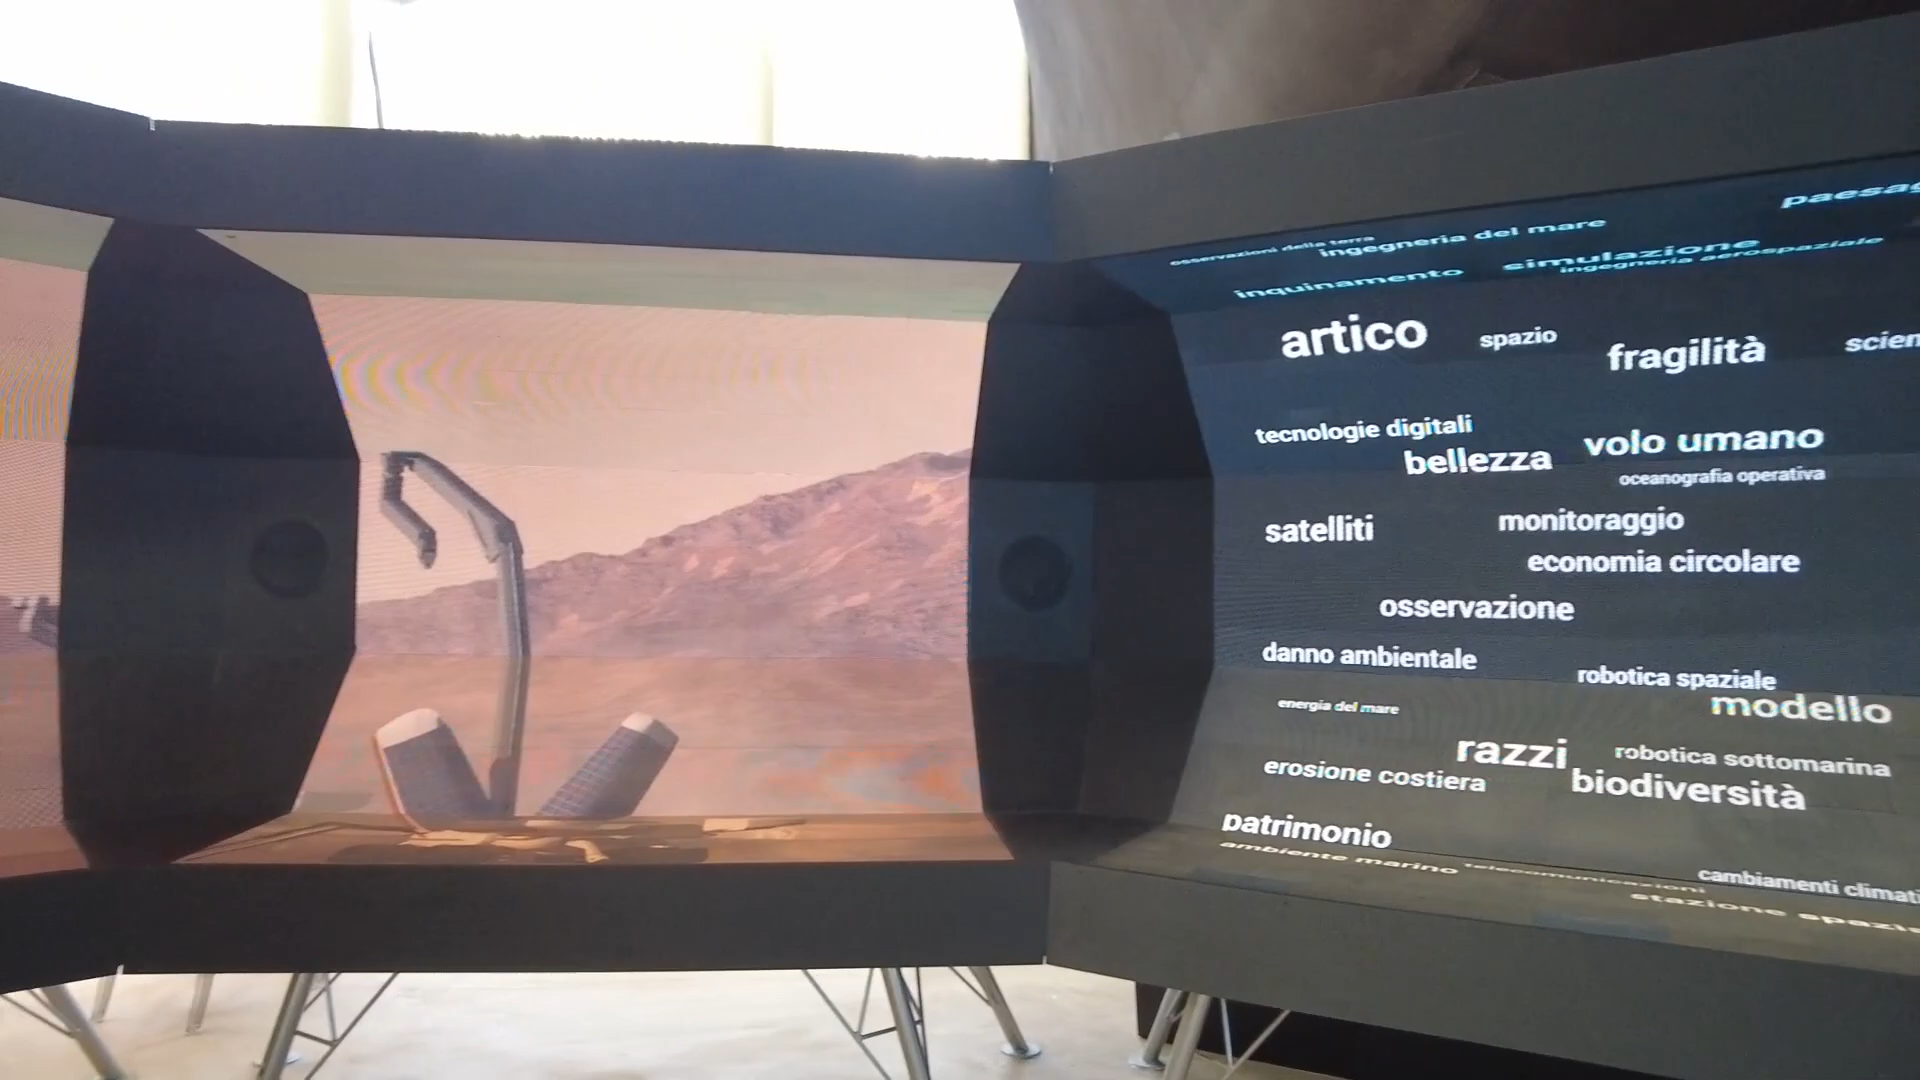 paesag
osservazioni della terra
ingegneria del mare
simulazione
ingegneria aerospaziale
inquinamento
artico
spazio
fragilità
scien
tecnologie digitali
volo umano
bellezza
oceanografia operativa
satelliti
monitoraggio
economia circolare
osservazione
danno ambientale
robotica spaziale
energia del mare
modello
razzi
robotica sottomarina
erosione costiera
biodiversità
patrimonio
ambiente marino
telecomunicazioni
cambiamenti climati
stazione spazia